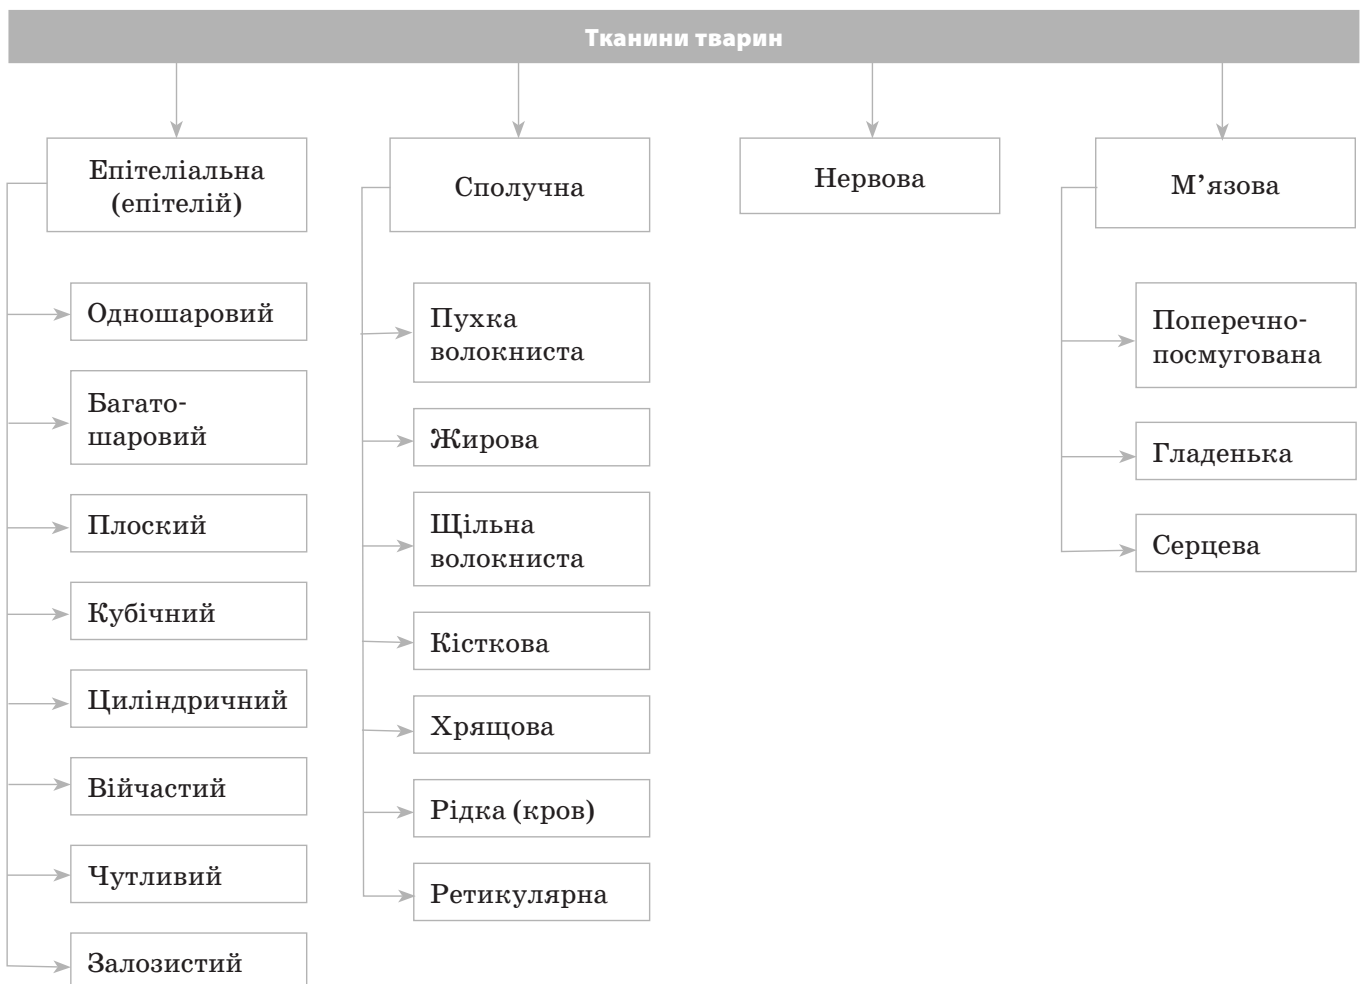 Тканини тварин
Епітеліальна
(епітелій)
Одношаровий
Багато-
шаровий
Плоский
Кубічний
Циліндричний
Війчастий
Чутливий
Залозистий
Сполучна
Пухка
волокниста
Жирова
Щільна
волокниста
Кісткова
Хрящова
Рідка (кров)
Ретикулярна
Нервова
М’язова
Поперечно-
посмугована
Гладенька
Серцева